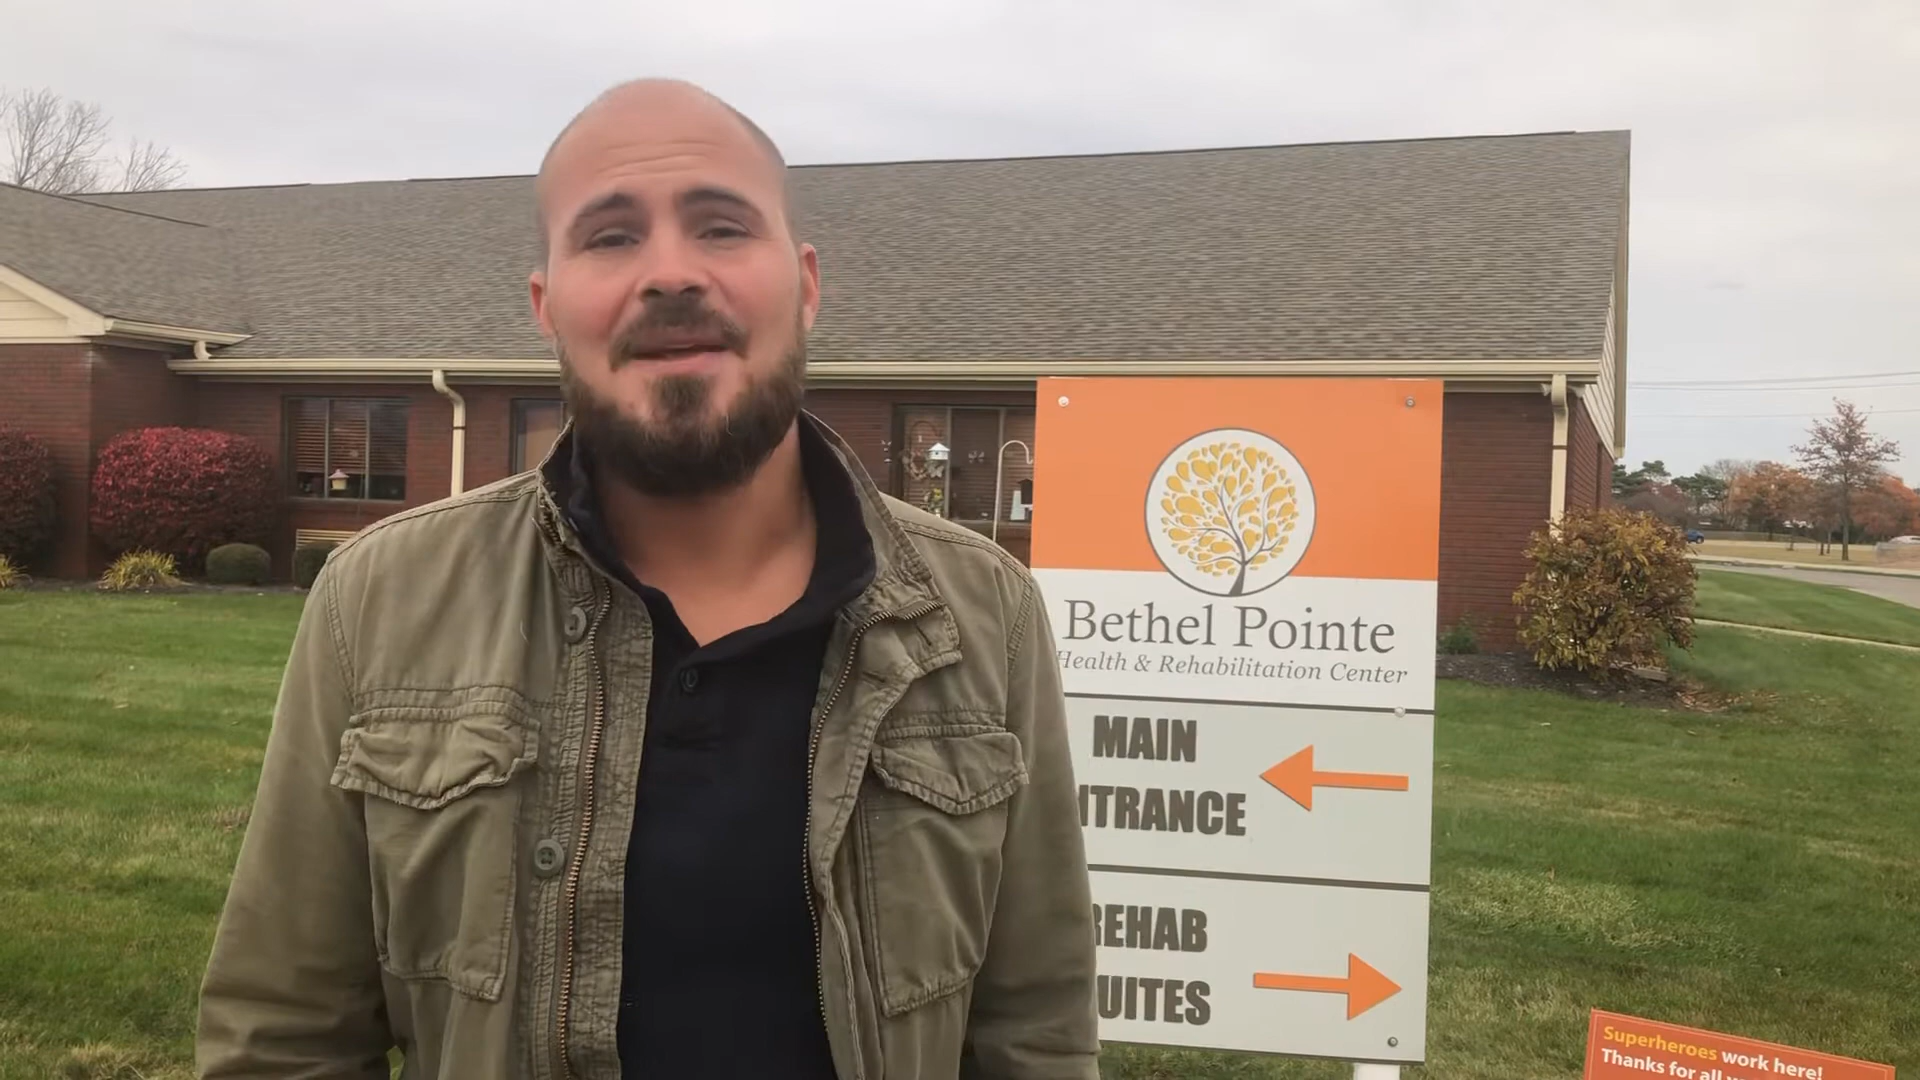 Bethel Pointe
Health & Rehabilitation Center
MAIN
NTRANCE
REHAB
UITES
Superheroes work here!
Thanks for all